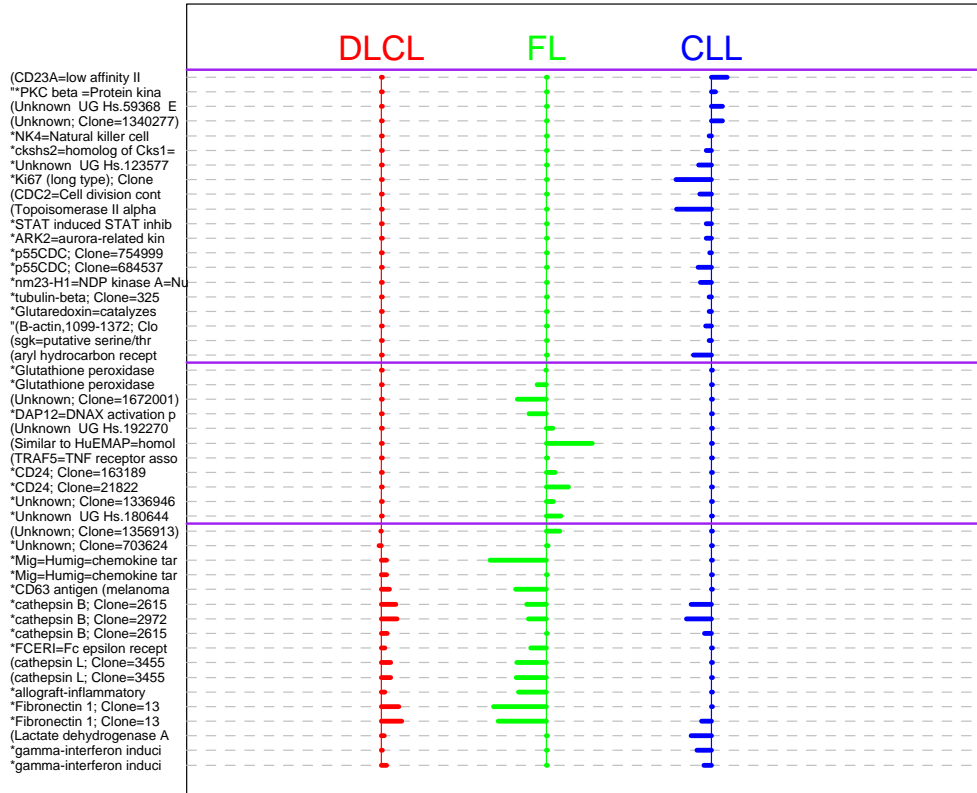 DLCL FL CLL
(CD23A=low affinity II
"*PKC beta =Protein kina
(Unknown UG Hs.59368 E
(Unknown; Clone=1340277)
*NK4=Natural killer cell
*ckshs2=homolog of Cks1=
*Unknown UG Hs.123577
*Ki67 (long type); Clone
(CDC2=Cell division cont
(Topoisomerase II alpha
*STAT induced STAT inhib
*ARK2=aurora-related kin
*p55CDC; Clone=754999
*p55CDC; Clone=684537
*nm23-H1=NDP kinase A=Nu
*tubulin-beta; Clone=325
*Glutaredoxin=catalyzes
"(B-actin,1099-1372; Clo
(sgk=putative serine/thr
(aryl hydrocarbon recept
*Glutathione peroxidase
*Glutathione peroxidase
(Unknown; Clone=1672001)
*DAP12=DNAX activation p
(Unknown UG Hs.192270
(Similar to HuEMAP=homol
(TRAF5=TNF receptor asso
*CD24; Clone=163189
*CD24; Clone=21822
*Unknown; Clone=1336946
*Unknown UG Hs.180644
(Unknown; Clone=1356913)
*Unknown; Clone=703624
*Mig=Humig=chemokine tar
*Mig=Humig=chemokine tar
*CD63 antigen (melanoma
*cathepsin B; Clone=2615
*cathepsin B; Clone=2972
*cathepsin B; Clone=2615
*FCERI=Fc epsilon recept
(cathepsin L; Clone=3455
(cathepsin L; Clone=3455
*allograft-inflammatory
*Fibronectin 1; Clone=13
*Fibronectin 1; Clone=13
(Lactate dehydrogenase A
*gamma-interferon induci
*gamma-interferon induci